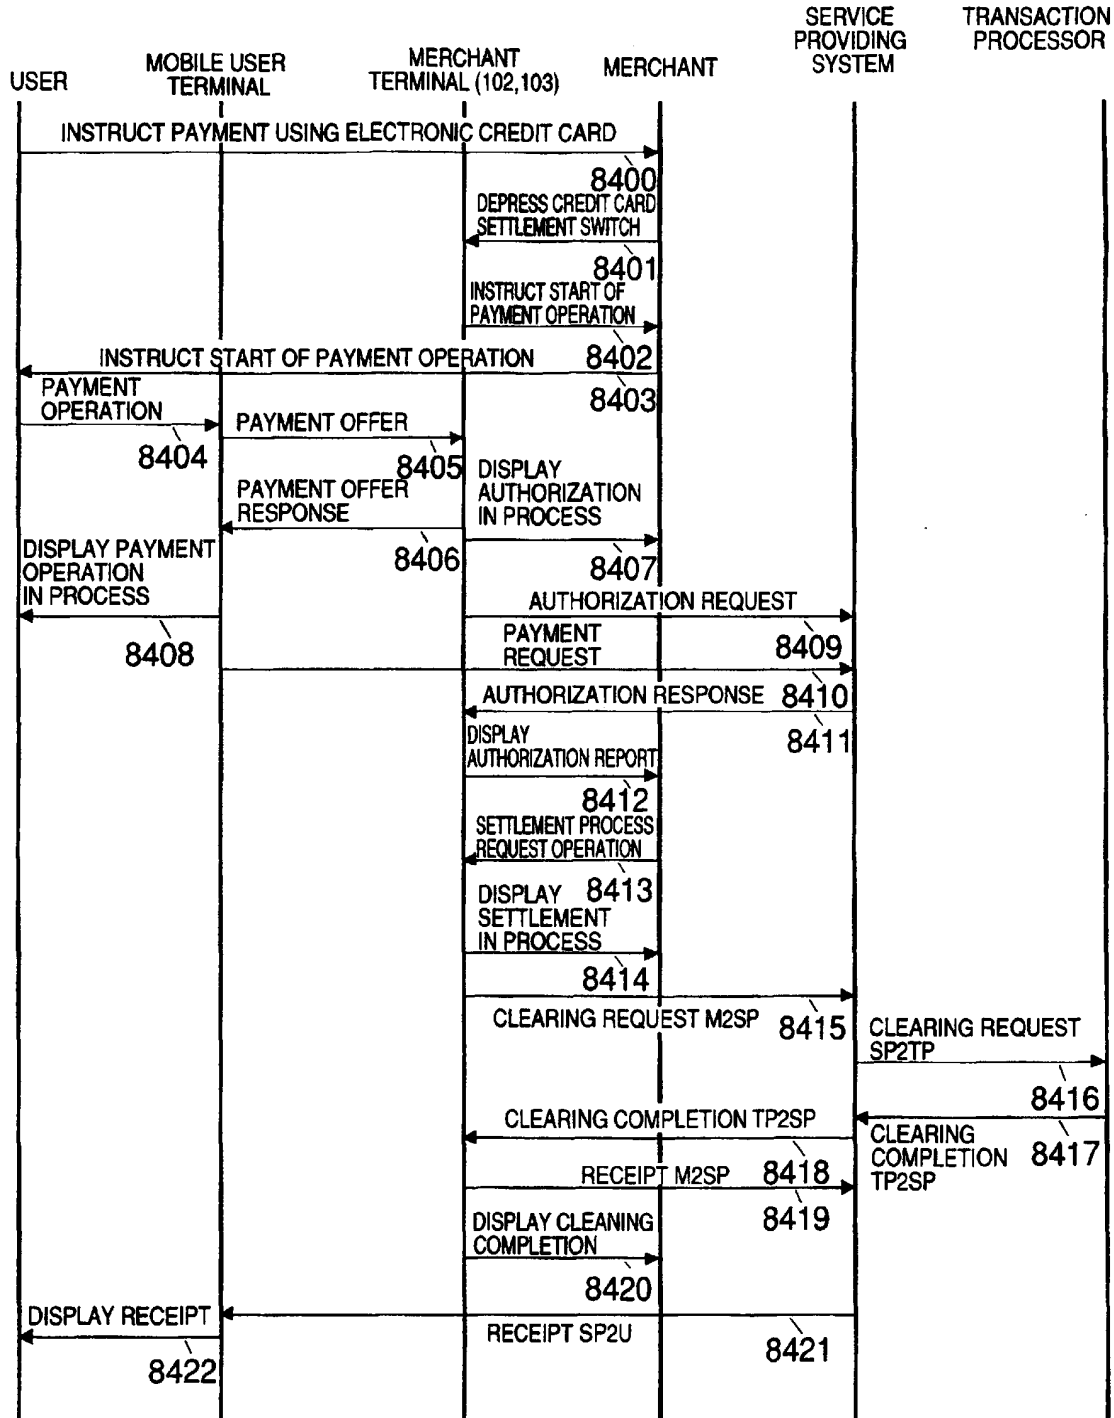 USER
MOBILE USER
TERMINAL
MERCHANT
TERMINAL (102,103)
MERCHANT
SERVICE
PROVIDING
SYSTEM
TRANSACTION
PROCESSOR
INSTRUCT PAYMENT USING ELECTRONIC CREDIT CARD
8400
DEPRESS CREDIT CARD
SETTLEMENT SWITCH
8401
INSTRUCT START OF
PAYMENT OPERATION
8402
INSTRUCT START OF PAYMENT OPERATION
8403
PAYMENT
OPERATION
8404
PAYMENT OFFER
8405
DISPLAY
AUTHORIZATION
IN PROCESS
PAYMENT OFFER
RESPONSE
8406
8407
DISPLAY PAYMENT
OPERATION
IN PROCESS
8408
AUTHORIZATION REQUEST
8409
PAYMENT
REQUEST
8410
AUTHORIZATION RESPONSE
8411
DISPLAY
AUTHORIZATION REPORT
8412
SETTLEMENT PROCESS
REQUEST OPERATION
8413
DISPLAY
SETTLEMENT
IN PROCESS
8414
CLEARING REQUEST M2SP
8415
CLEARING REQUEST
SP2TP
8416
CLEARING COMPLETION TP2SP
CLEARING
COMPLETION
TP2SP
8417
8418
RECEIPT M2SP
8419
DISPLAY CLEANING
COMPLETION
8420
DISPLAY RECEIPT
RECEIPT SP2U
8421
8422